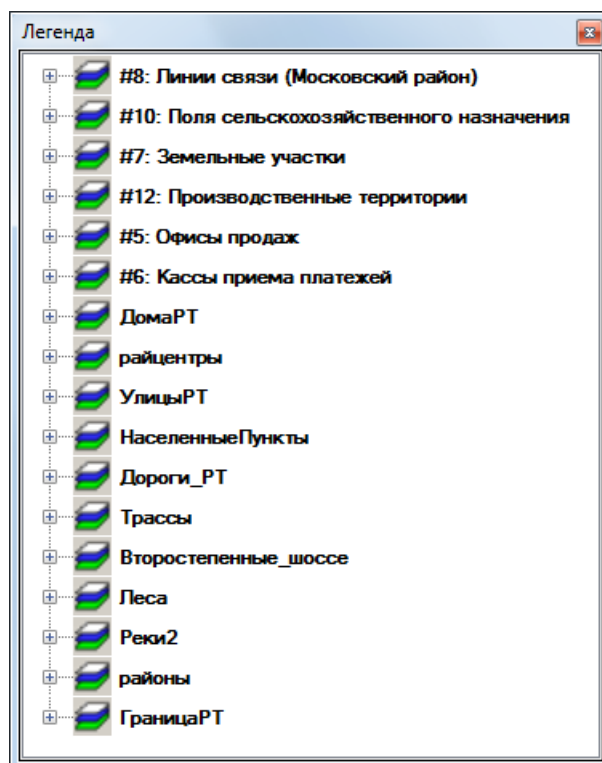 Легенда
#8: Линии связи (Московский район)
#10: Поля сельскохозяйственного назначения
#7: Земельные участки
#12: Производственные территории
#5: Офисы продаж
#6: Кассы приема платежей
ДомаРТ
райцентры
УлицыРТ
НаселенныеПункты
Дороги_РТ
Трассы
Второстепенные_шоссе
Леса
Реки2
районы
ГраницаРТ